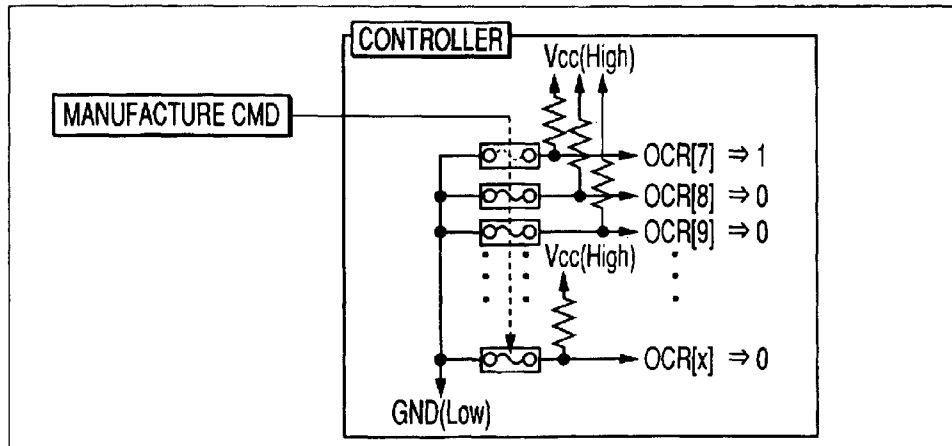 CONTROLLER
Vcc(High)
MANUFACTURE CMD
OCR[7] ⇒ 1
OCR[8] ⇒ 0
OCR[9] ⇒ 0
Vcc(High)
OCR[x] ⇒ 0
GND(Low)